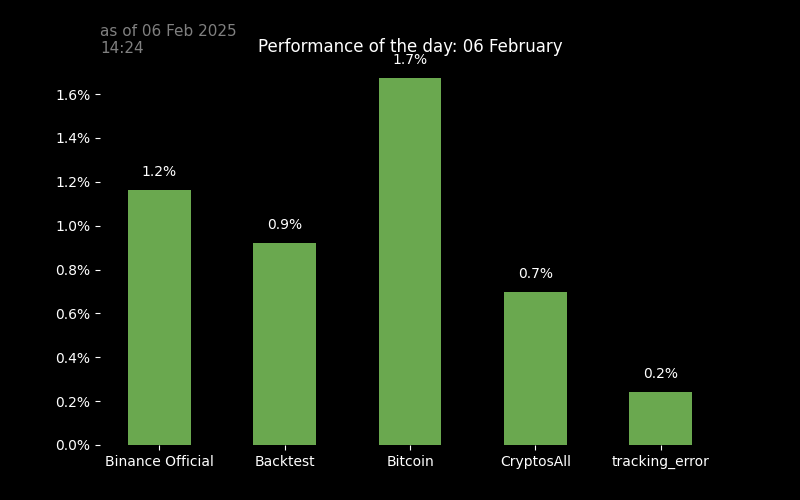 as of 06 Feb 2025
14:24
Performance of the day: 06 February
1.7%
1.6%
1.4%
1.2%
1.2%
1.0%
0.9%
0.8%
0.7%
0.6%
0.4%
0.2%
0.2%
0.0%
Binance Official
Backtest
Bitcoin
CryptosAll
tracking_error